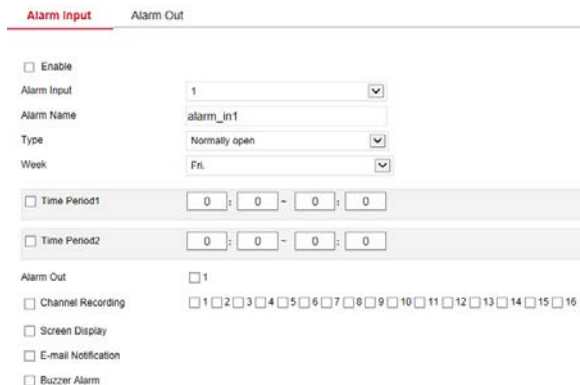 Alarm Input Alarm Out
Enable
Alarm Input 1
Alarm Name alarm_in1
Type Normally open
Week Fri.
Time Period1 0 : 0 ~ 0 : 0
Time Period2 0 : 0 ~ 0 : 0
Alarm Out 1
Channel Recording 1 2 3 4 5 6 7 8 9 10 11 12 13 14 15 16
Screen Display
E-mail Notification
Buzzer Alarm